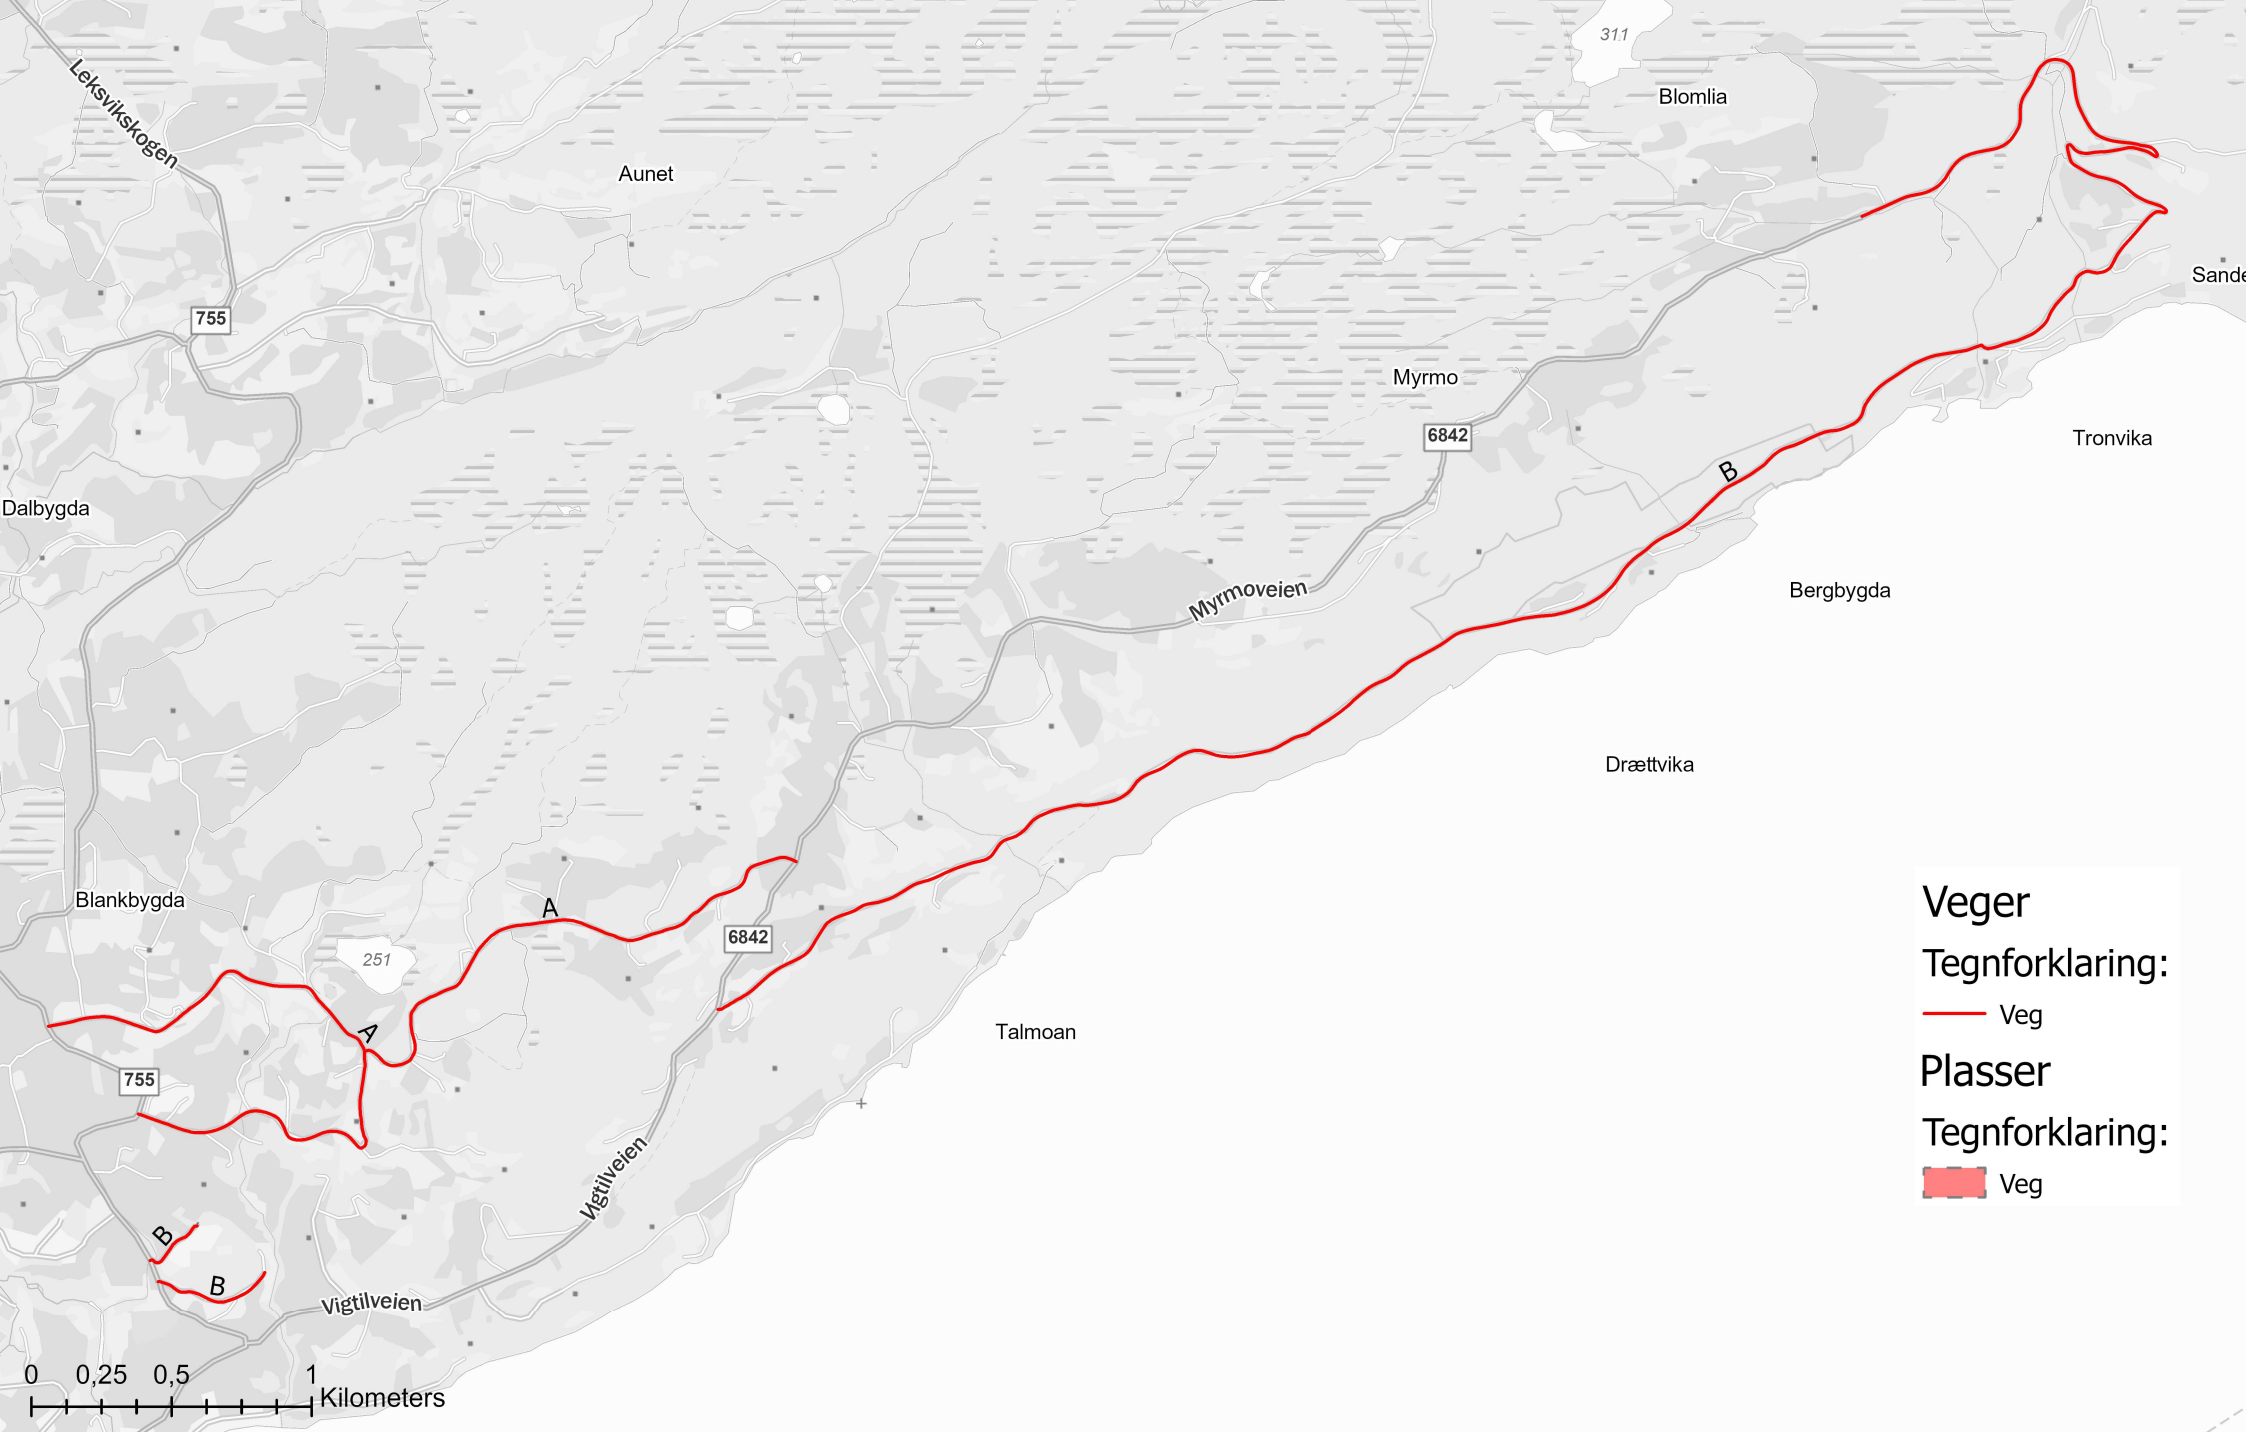 311
Blomlia
Leksvikskogen
Aunet
Sande
755
Myrmo
6842
Tronvika
B
Dalbygda
Bergbygda
Myrmoveien
Drættvika
Blankbygda
A
251
6842
A
Talmoan
755
Vigtilveien
B
B
Vigtilveien
Veger
Tegnforklaring:
Veg
Plasser
Tegnforklaring:
Veg
0 0,25 0,5 1
Kilometers